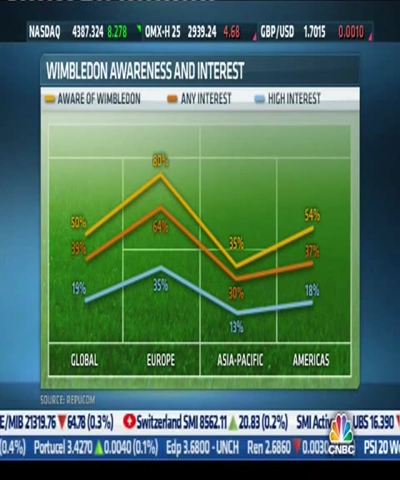 NASDAQ 4387.324 8.278 OMX-H 25 2939.24 4.68 GBP/USD 1.7015 0.0010
WIMBLEDON AWARENESS AND INTEREST
AWARE OF WIMBLEDON ANY INTEREST HIGH INTEREST
80%
50% 64% 35% 54%
39% 37%
19% 35% 30% 18%
13%
GLOBAL EUROPE ASIA-PACIFIC AMERICAS
SOURCE: REPUCOM
E/MIB 21319.76 ▼ 64.78 (0.3%) Switzerland SMI 8562.11 ▲ 20.83 (0.2%) SMI Activ UBS 16.390 ▼
(0.4%) Portucel 3.4270 ▲ 0.0040 (0.1%) Edp 3.6800 - UNCH Ren 2.6860 ▼ 0.0030 PSI 20 W
CNBC